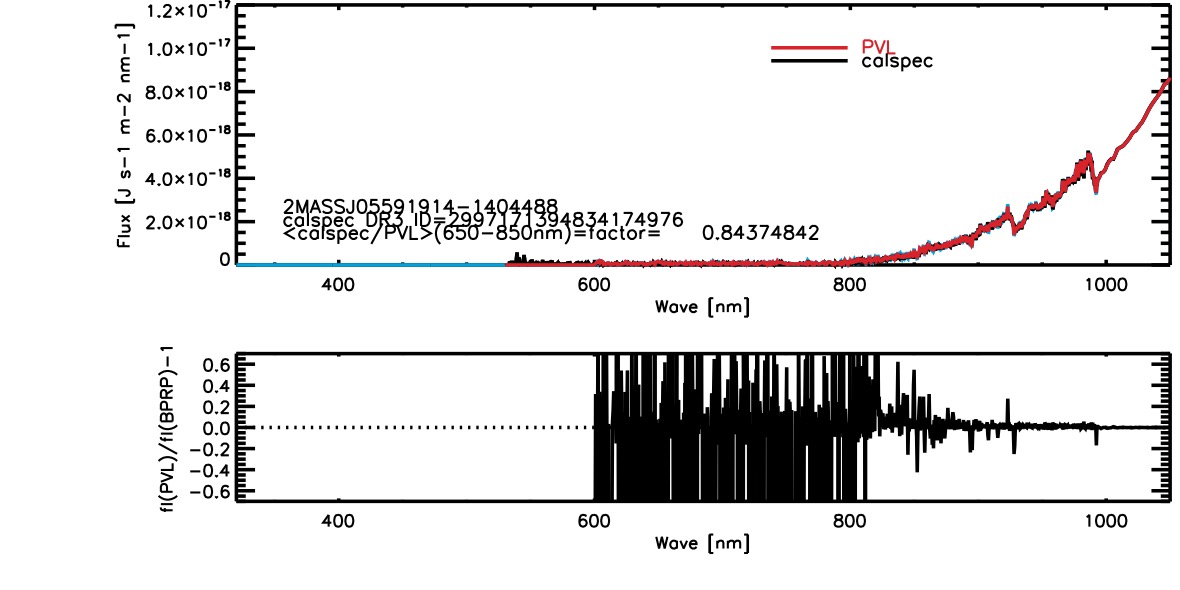 1.2×10⁻¹⁷
1.0×10⁻¹⁷
8.0×10⁻¹⁸
6.0×10⁻¹⁸
4.0×10⁻¹⁸
2.0×10⁻¹⁸
0
Flux [J s−1 m−2 nm−1]
PVL
calspec
2MASSJ05591914−1404488
calspec DR3 ID=2997171394834174976
<calspec/PVL>(650−850nm)=factor= 0.84374842
400 600 800 1000
Wave [nm]
0.6
0.4
0.2
0.0
−0.2
−0.4
−0.6
fl(PVL)/fl(BPRP)−1
400 600 800 1000
Wave [nm]